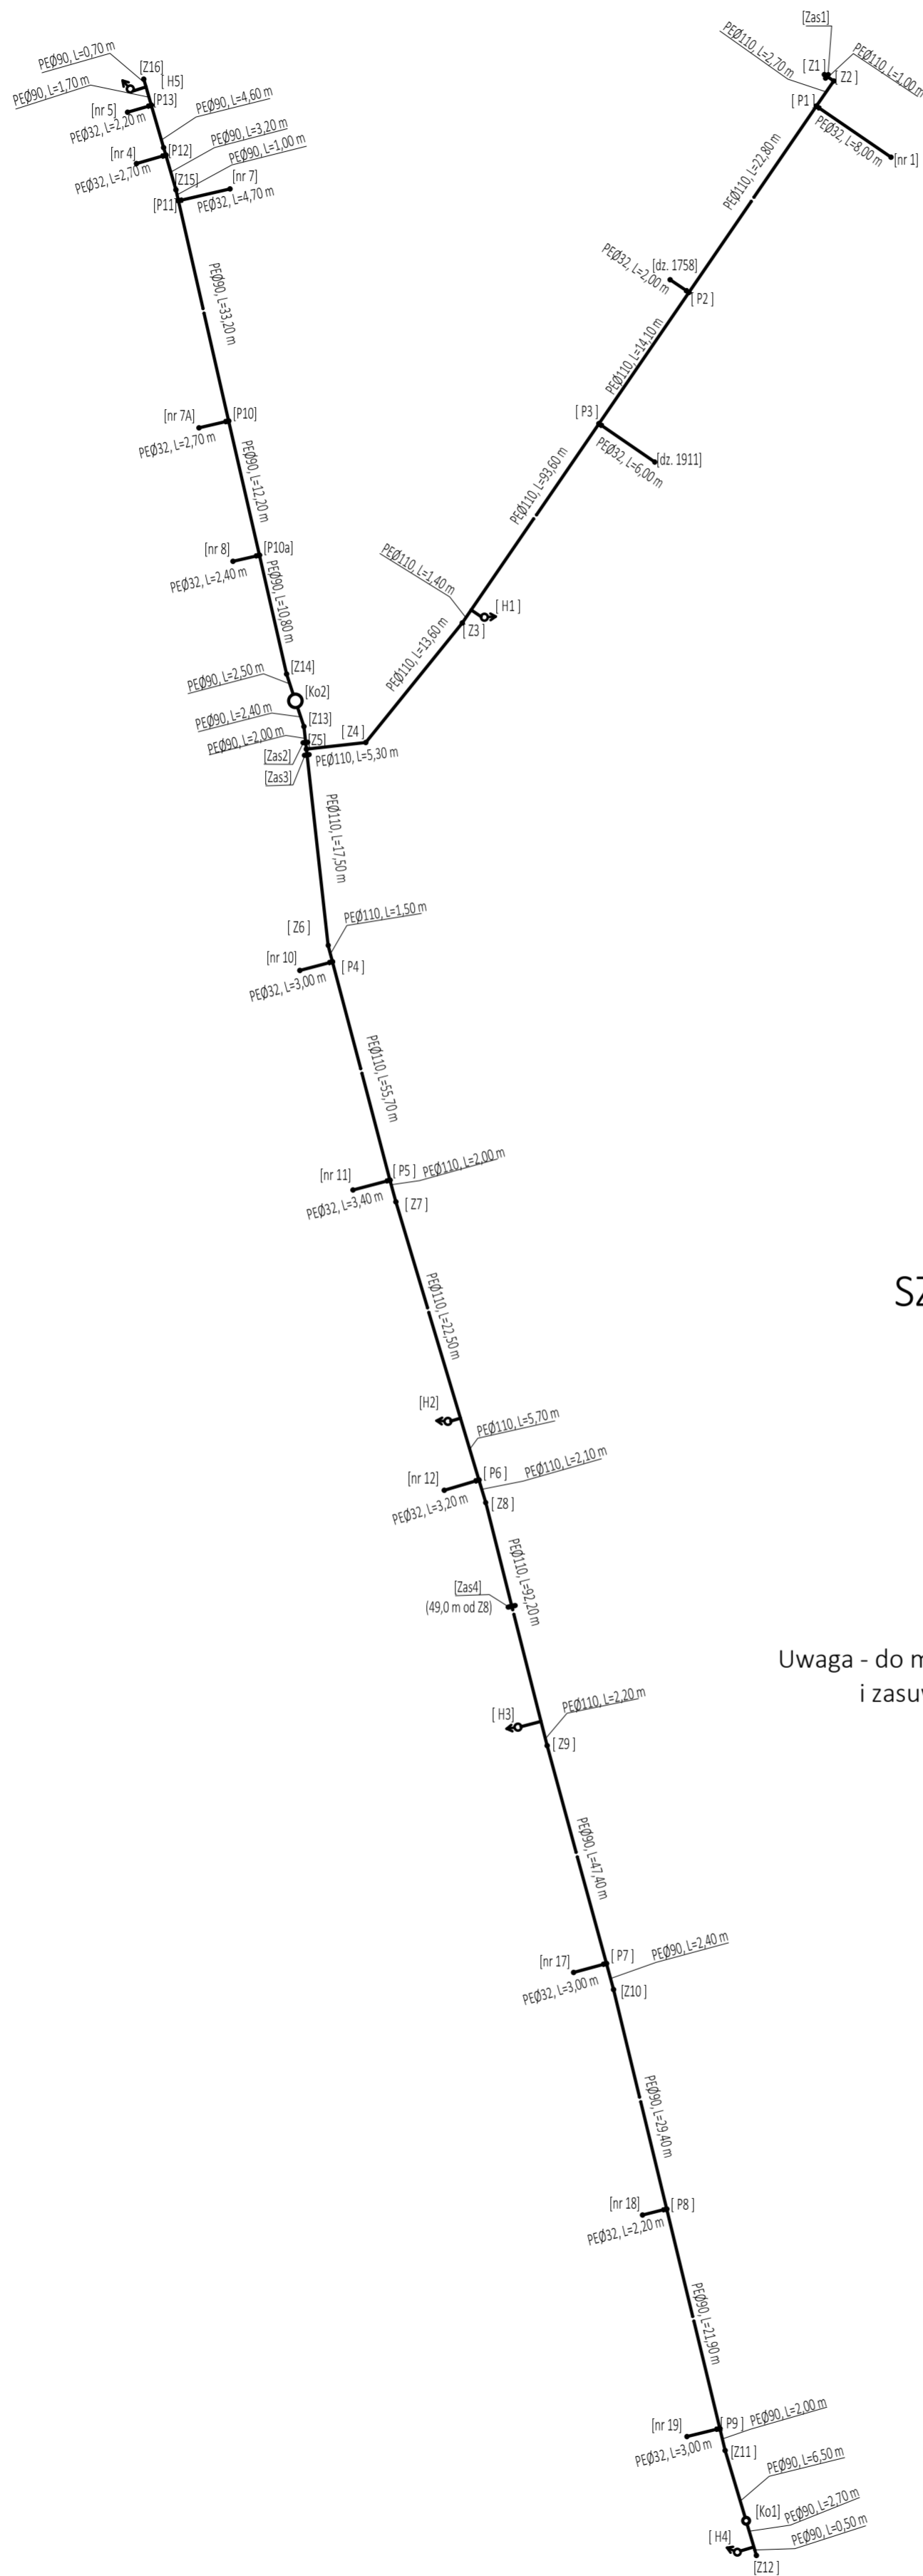 [Zas1]
PEØ110, L=2,70 m
[ Z1 ]
[ Z2 ]
PEØ110, L=1,00 m
[ P1 ]
PEØ32, L=8,00 m
[nr 1]
PEØ110, L=22,80 m
[dz. 1758]
PEØ32, L=2,00 m
[ P2 ]
PEØ110, L=14,10 m
[ P3 ]
PEØ32, L=6,00 m
[dz. 1911]
PEØ110, L=93,60 m
PEØ110, L=1,40 m
[ H1 ]
[ Z3 ]
PEØ110, L=13,60 m
[ Z4 ]
PEØ110, L=5,30 m
PEØ90, L=0,70 m
[Z16]
[ H5]
PEØ90, L=1,70 m
[P13]
[nr 5]
PEØ32, L=2,20 m
PEØ90, L=4,60 m
PEØ90, L=3,20 m
[nr 4]
[P12]
PEØ32, L=2,70 m
PEØ90, L=1,00 m
[Z15]
[nr 7]
[P11]
PEØ32, L=4,70 m
PEØ90, L=33,20 m
[nr 7A]
[P10]
PEØ32, L=2,70 m
PEØ90, L=12,20 m
[nr 8]
[P10a]
PEØ32, L=2,40 m
PEØ90, L=10,80 m
[Z14]
PEØ90, L=2,50 m
[Ko2]
PEØ90, L=2,40 m
[Z13]
PEØ90, L=2,00 m
[Z5]
[Zas2]
[Zas3]
PEØ110, L=17,50 m
[ Z6 ]
PEØ110, L=1,50 m
[nr 10]
[ P4 ]
PEØ32, L=3,00 m
PEØ110, L=55,70 m
[nr 11]
[ P5 ]
PEØ110, L=2,00 m
PEØ32, L=3,40 m
[ Z7 ]
PEØ110, L=22,50 m
SZ
[H2]
PEØ110, L=5,70 m
[nr 12]
[ P6 ]
PEØ110, L=2,10 m
PEØ32, L=3,20 m
[ Z8 ]
PEØ110, L=92,20 m
[Zas4]
(49,0 m od Z8)
Uwaga - do m
i zasuw
[ H3]
PEØ110, L=2,20 m
[ Z9 ]
PEØ90, L=47,40 m
[nr 17]
[ P7 ]
PEØ90, L=2,40 m
PEØ32, L=3,00 m
[Z10 ]
PEØ90, L=29,40 m
[nr 18]
[ P8 ]
PEØ32, L=2,20 m
PEØ90, L=21,90 m
[nr 19]
[ P9 ]
PEØ90, L=2,00 m
PEØ32, L=3,00 m
[Z11 ]
PEØ90, L=6,50 m
[Ko1]
PEØ90, L=2,70 m
[ H4]
PEØ90, L=0,50 m
[Z12 ]